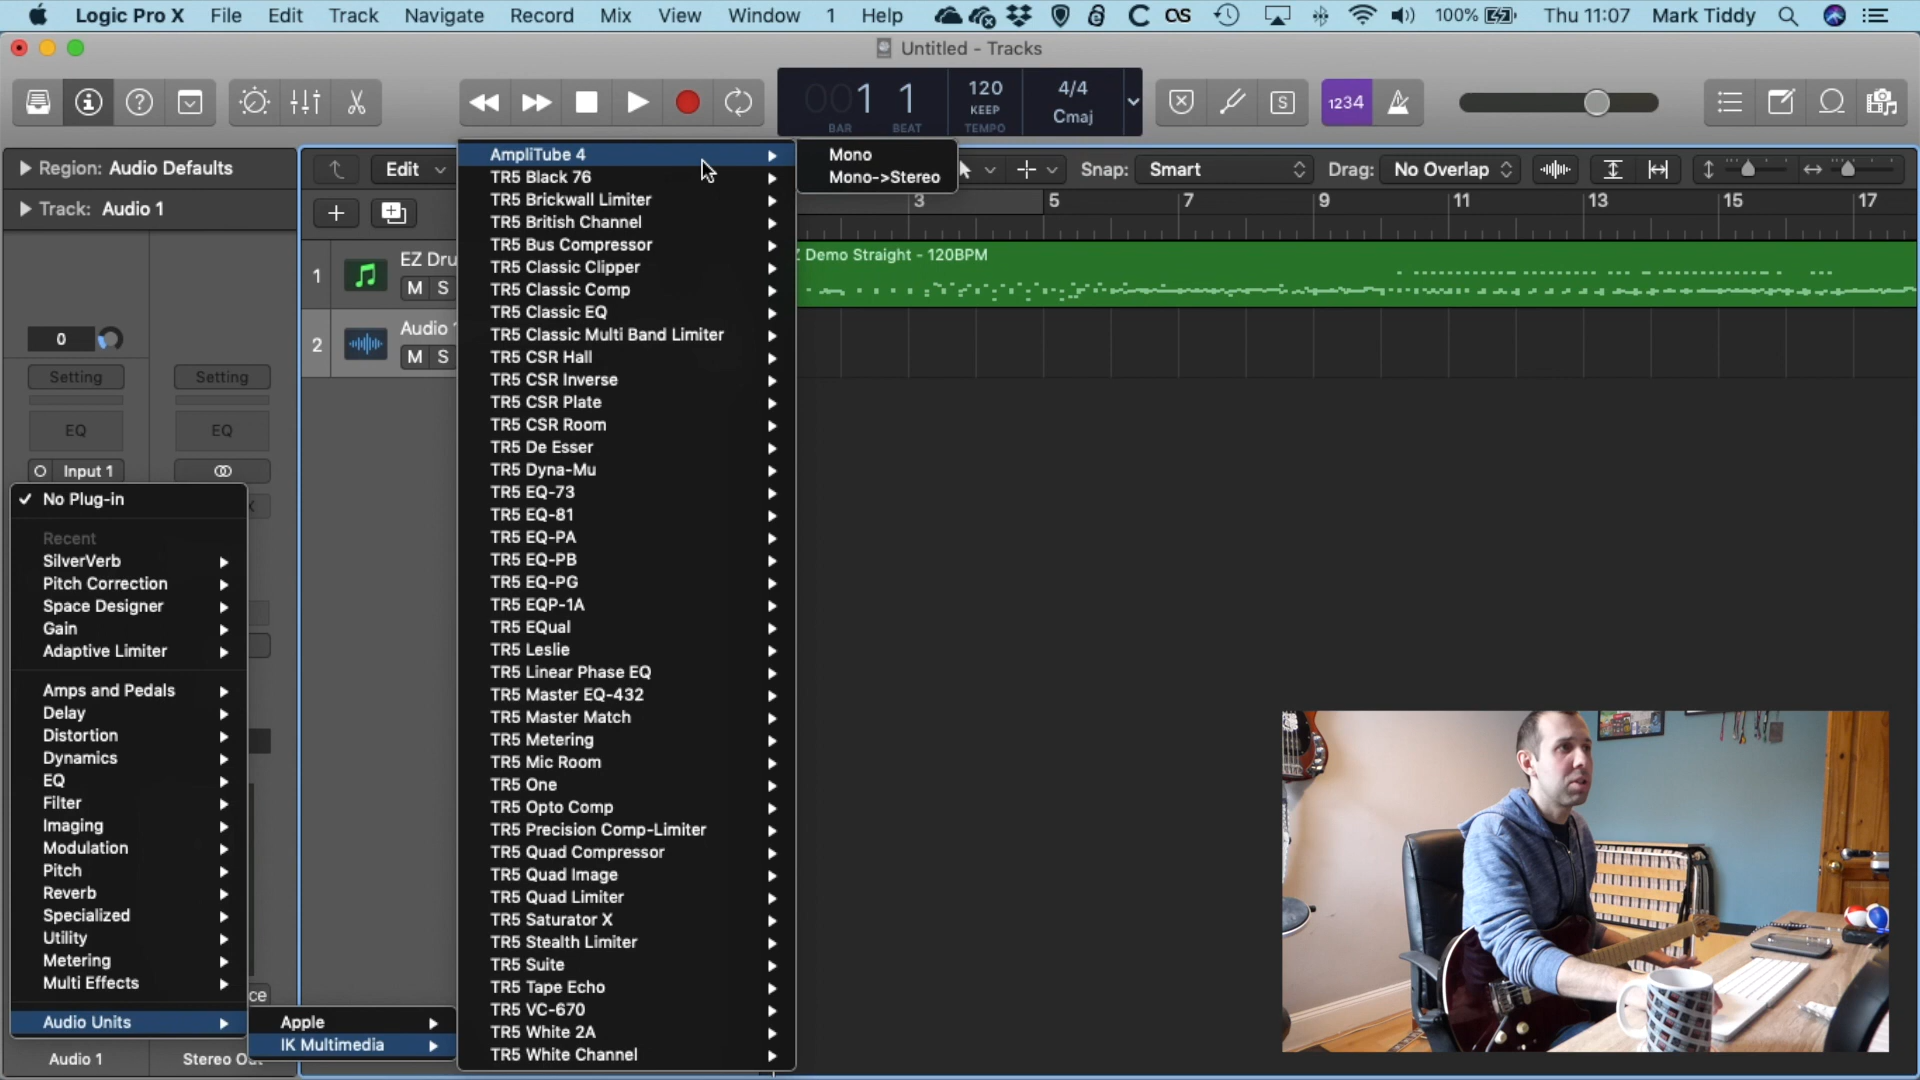 Logic Pro X File Edit Track Navigate Record Mix View Window 1 Help 100% Thu 11:07 Mark Tiddy
Untitled - Tracks
001 1
BAR BEAT
120
KEEP
TEMPO
4/4
Cmaj
S
1234
Region: Audio Defaults
Track: Audio 1
Edit
Snap: Smart
Drag: No Overlap
3 5 7 9 11 13 15 17
1
EZ Dru
M S
Demo Straight - 120BPM
2
Audio
M S
0
Setting Setting
EQ EQ
Input 1
No Plug-in
Recent
SilverVerb
Pitch Correction
Space Designer
Gain
Adaptive Limiter
Amps and Pedals
Delay
Distortion
Dynamics
EQ
Filter
Imaging
Modulation
Pitch
Reverb
Specialized
Utility
Metering
Multi Effects
Audio Units
ce
Audio 1
Stereo Ou
Apple
IK Multimedia
AmpliTube 4
TR5 Black 76
TR5 Brickwall Limiter
TR5 British Channel
TR5 Bus Compressor
TR5 Classic Clipper
TR5 Classic Comp
TR5 Classic EQ
TR5 Classic Multi Band Limiter
TR5 CSR Hall
TR5 CSR Inverse
TR5 CSR Plate
TR5 CSR Room
TR5 De Esser
TR5 Dyna-Mu
TR5 EQ-73
TR5 EQ-81
TR5 EQ-PA
TR5 EQ-PB
TR5 EQ-PG
TR5 EQP-1A
TR5 EQual
TR5 Leslie
TR5 Linear Phase EQ
TR5 Master EQ-432
TR5 Master Match
TR5 Metering
TR5 Mic Room
TR5 One
TR5 Opto Comp
TR5 Precision Comp-Limiter
TR5 Quad Compressor
TR5 Quad Image
TR5 Quad Limiter
TR5 Saturator X
TR5 Stealth Limiter
TR5 Suite
TR5 Tape Echo
TR5 VC-670
TR5 White 2A
TR5 White Channel
Mono
Mono->Stereo